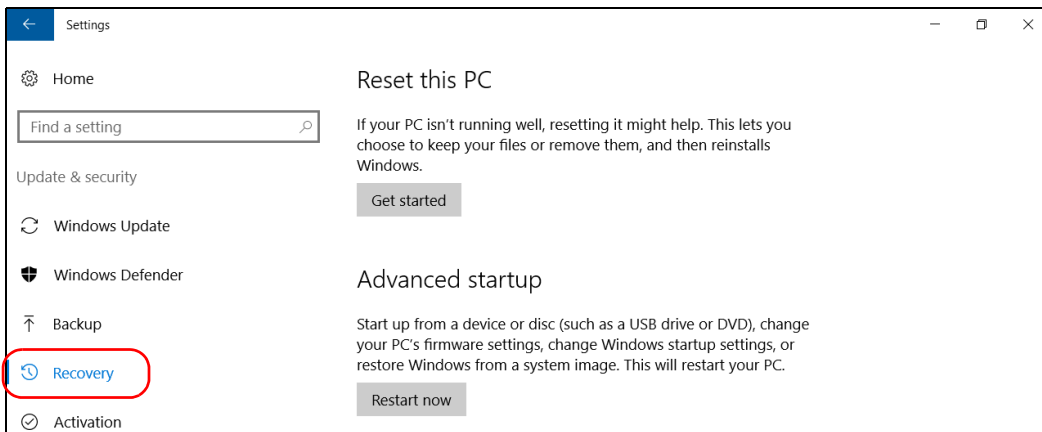 Settings
Home
Find a setting
Update & security
Windows Update
Windows Defender
Backup
Recovery
Activation
Reset this PC
If your PC isn't running well, resetting it might help. This lets you
choose to keep your files or remove them, and then reinstalls
Windows.
Get started
Advanced startup
Start up from a device or disc (such as a USB drive or DVD), change
your PC's firmware settings, change Windows startup settings, or
restore Windows from a system image. This will restart your PC.
Restart now